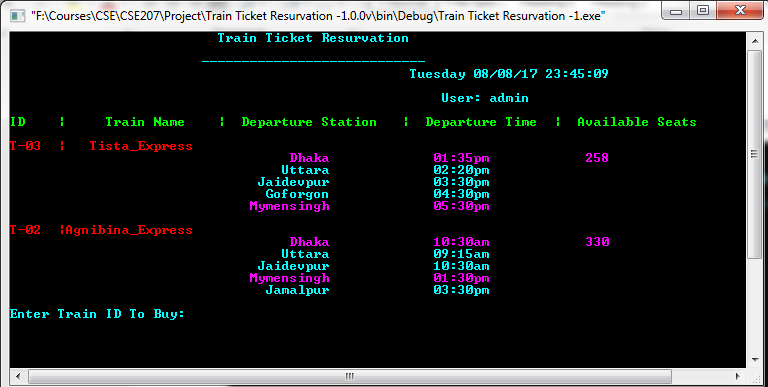 "F:\Courses\CSE\CSE207\Project\Train Ticket Resurvation -1.0.0v\bin\Debug\Train Ticket Resurvation -1.exe"
Train Ticket Resurvation
____________________________
Tuesday 08/08/17 23:45:09
User: admin
ID | Train Name | Departure Station | Departure Time | Available Seats
T-03 | Tista_Express
Dhaka 01:35pm 258
Uttara 02:20pm
Jaidevpur 03:30pm
Goforgon 04:30pm
Mymensingh 05:30pm
T-02 |Agnibina_Express
Dhaka 10:30am 330
Uttara 09:15am
Jaidevpur 10:30am
Mymensingh 01:30pm
Jamalpur 03:30pm
Enter Train ID To Buy: